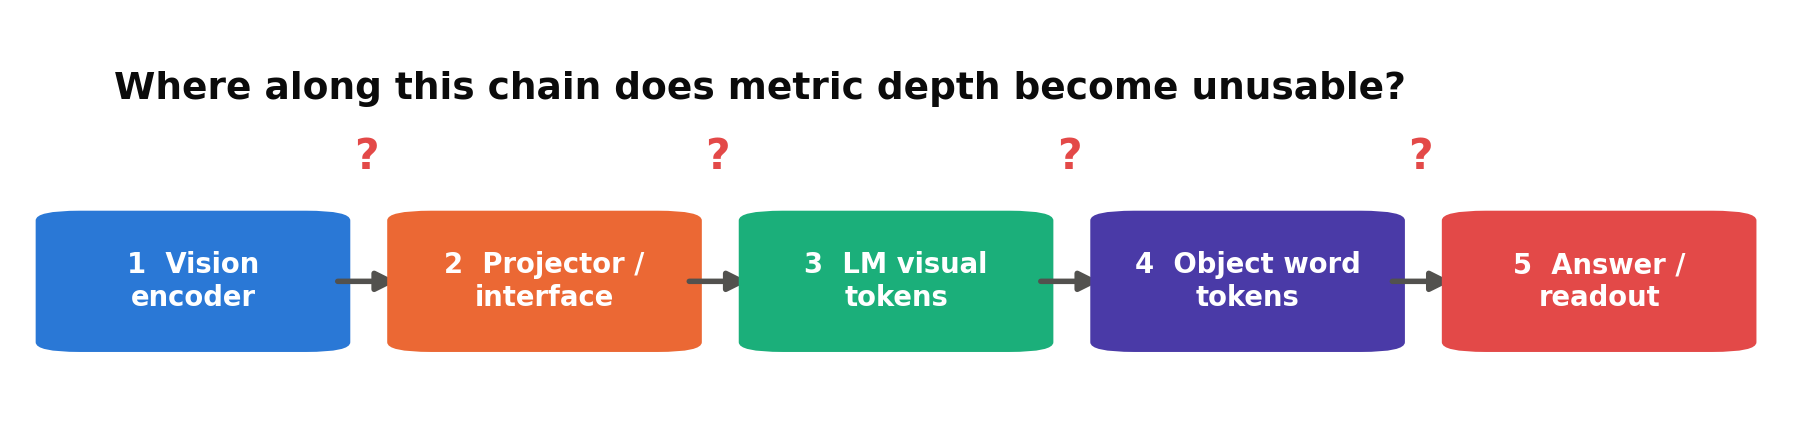 Where along this chain does metric depth become unusable?
? ? ? ?
1 Vision
encoder
2 Projector /
interface
3 LM visual
tokens
4 Object word
tokens
5 Answer /
readout